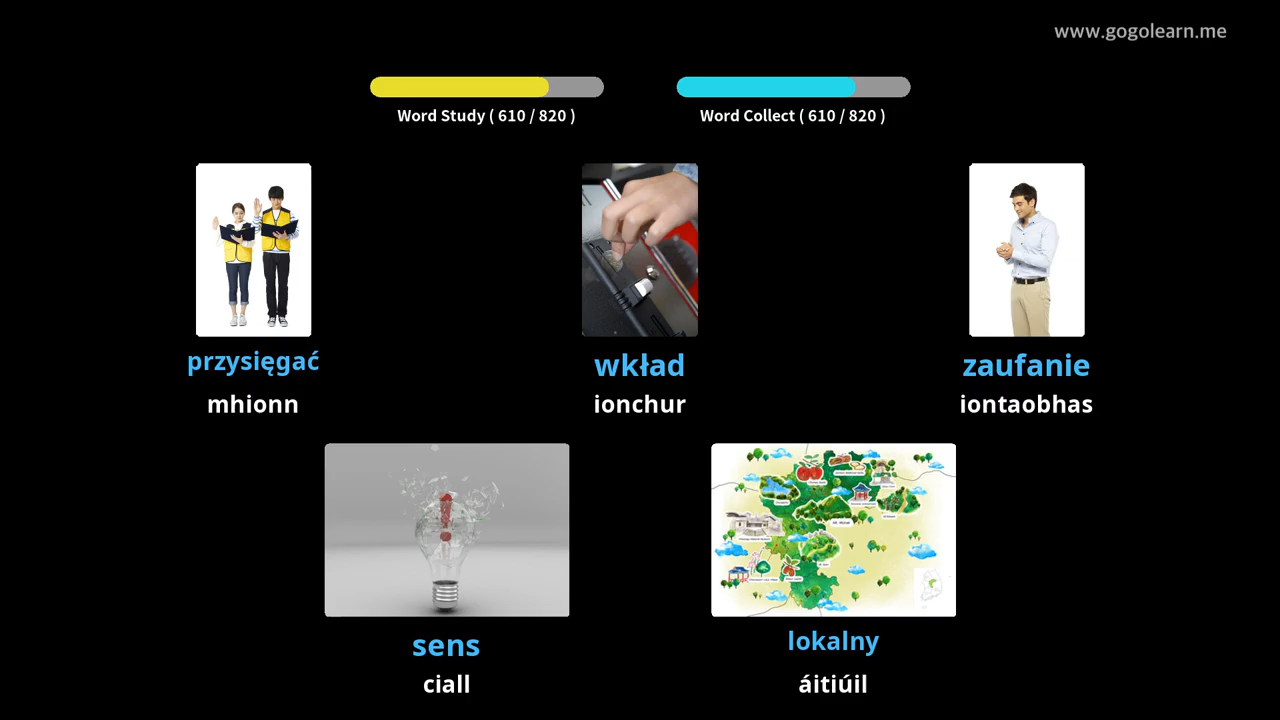 www.gogolearn.me
Word Study ( 610 / 820 )
Word Collect ( 610 / 820 )
przysięgać
mhionn
wkład
ionchur
zaufanie
iontaobhas
sens
ciall
lokalny
áitiúil